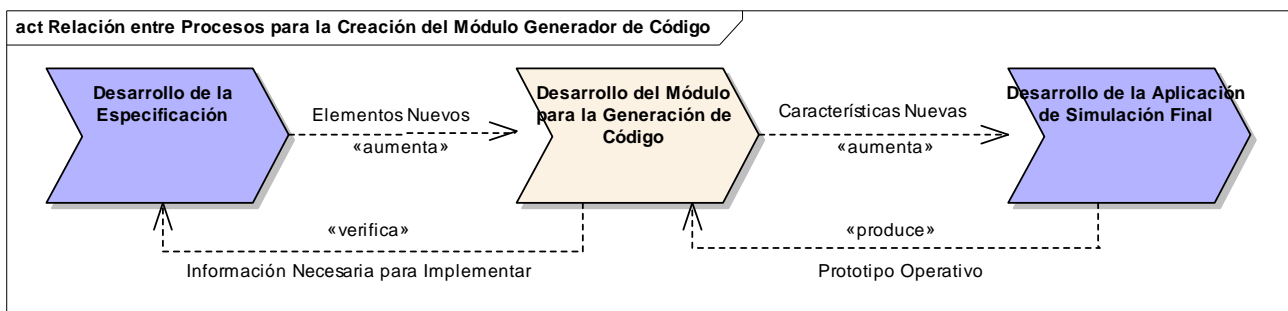 act Relación entre Procesos para la Creación del Módulo Generador de Código
Desarrollo de la
Especificación
Elementos Nuevos
«aumenta»
Desarrollo del Módulo
para la Generación de
Código
Características Nuevas
«aumenta»
Desarrollo de la Aplicación
de Simulación Final
«verifica»
Información Necesaria para Implementar
«produce»
Prototipo Operativo